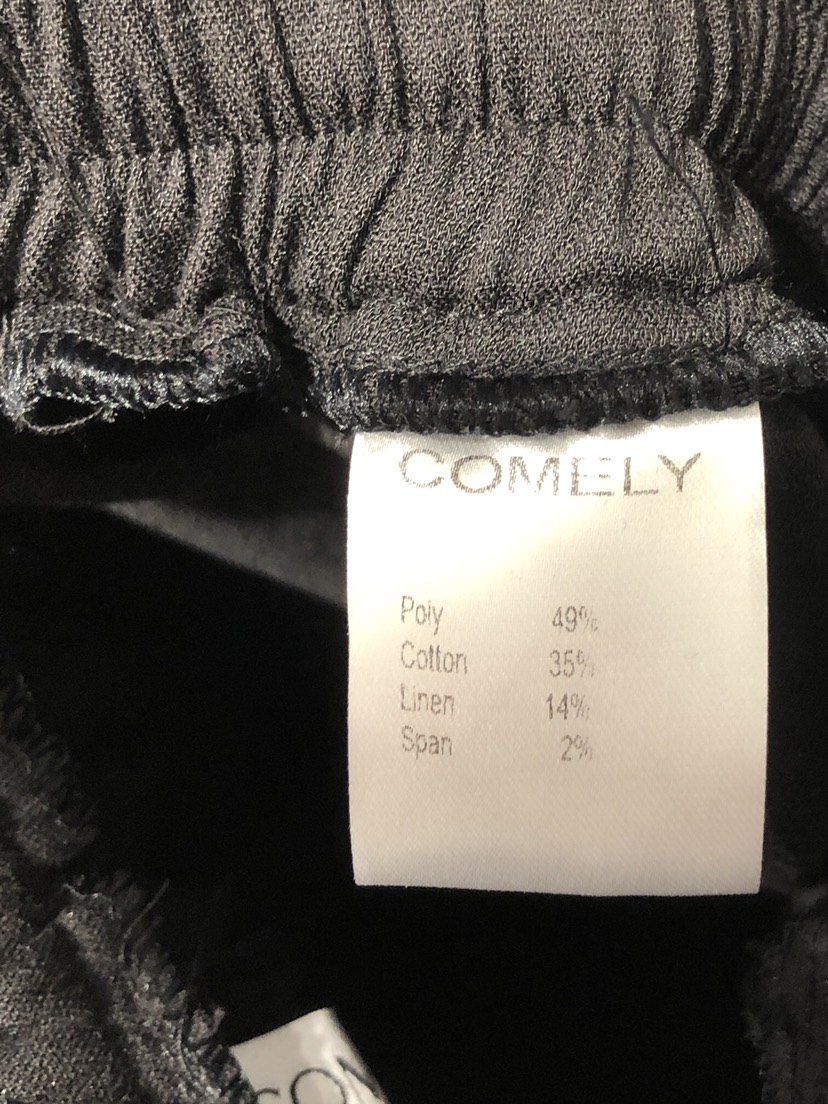 COMELY
Poly 49%
Cotton 35%
Linen 14%
Span 2%